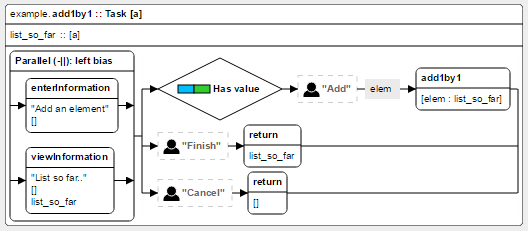 example. add1by1 :: Task [a]
list_so_far :: [a]
Parallel (-||): left bias
enterInformation
"Add an element"
[]
viewInformation
"List so far.."
[]
list_so_far
Has value
"Add"
elem
add1by1
[elem : list_so_far]
"Finish"
return
list_so_far
"Cancel"
return
[]